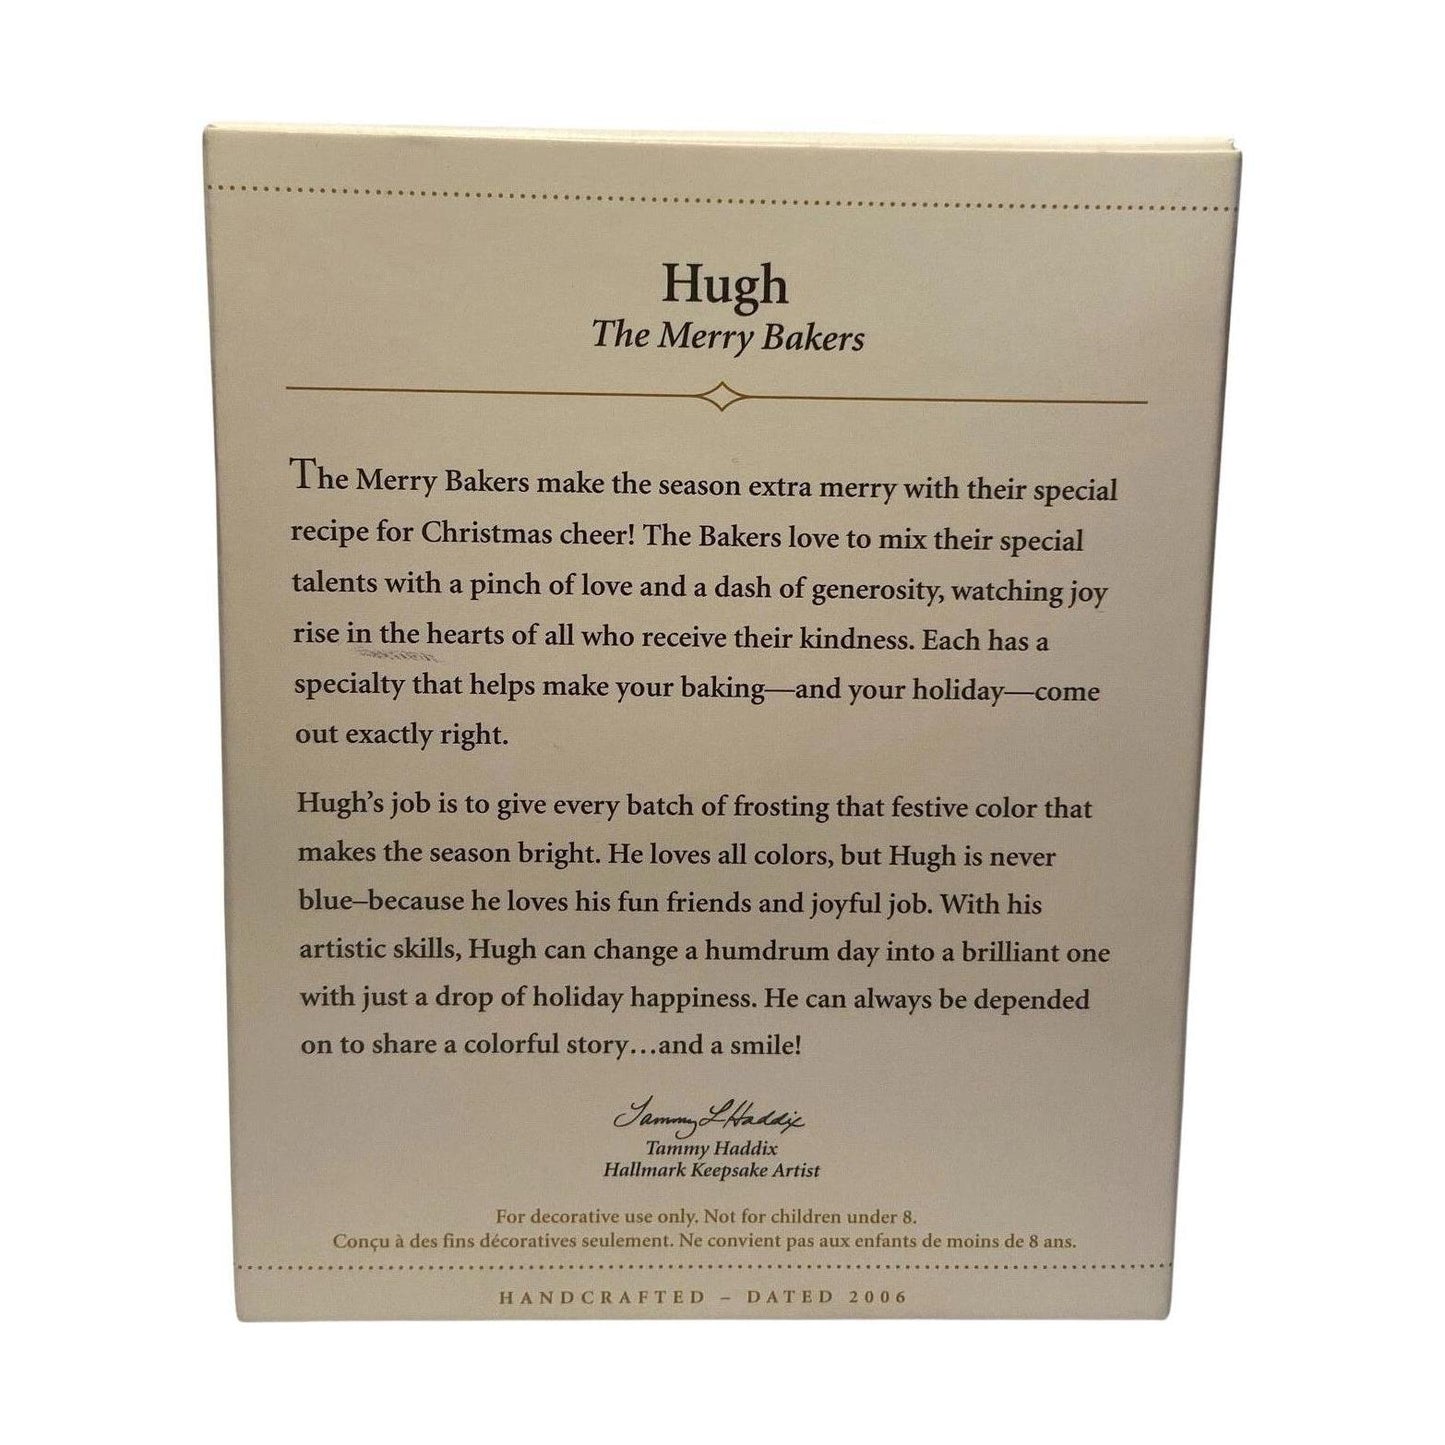 Hugh
The Merry Bakers
The Merry Bakers make the season extra merry with their special
recipe for Christmas cheer! The Bakers love to mix their special
talents with a pinch of love and a dash of generosity, watching joy
rise in the hearts of all who receive their kindness. Each has a
specialty that helps make your baking—and your holiday—come
out exactly right.
Hugh’s job is to give every batch of frosting that festive color that
makes the season bright. He loves all colors, but Hugh is never
blue–because he loves his fun friends and joyful job. With his
artistic skills, Hugh can change a humdrum day into a brilliant one
with just a drop of holiday happiness. He can always be depended
on to share a colorful story…and a smile!
Tammy L Haddix
Tammy Haddix
Hallmark Keepsake Artist
For decorative use only. Not for children under 8.
Conçu à des fins décoratives seulement. Ne convient pas aux enfants de moins de 8 ans.
HANDCRAFTED – DATED 2006